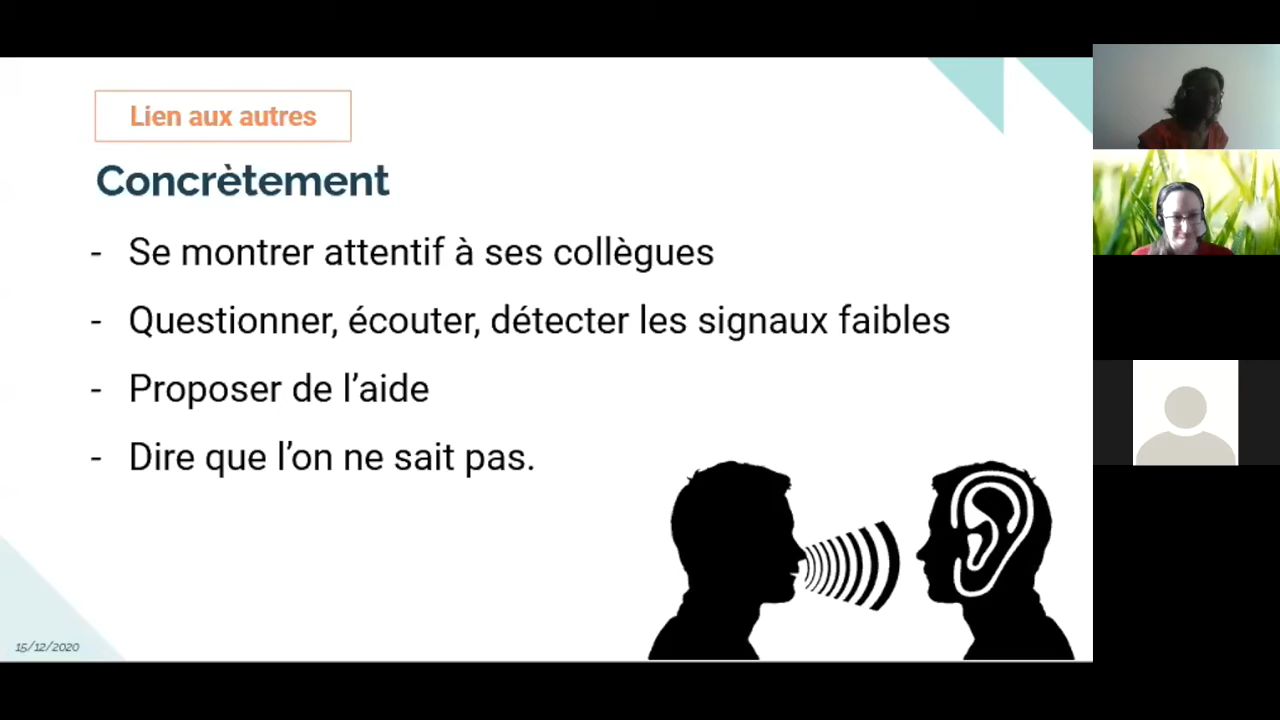 Lien aux autres
Concrètement
- Se montrer attentif à ses collègues
- Questionner, écouter, détecter les signaux faibles
- Proposer de l’aide
- Dire que l’on ne sait pas.
15/12/2020